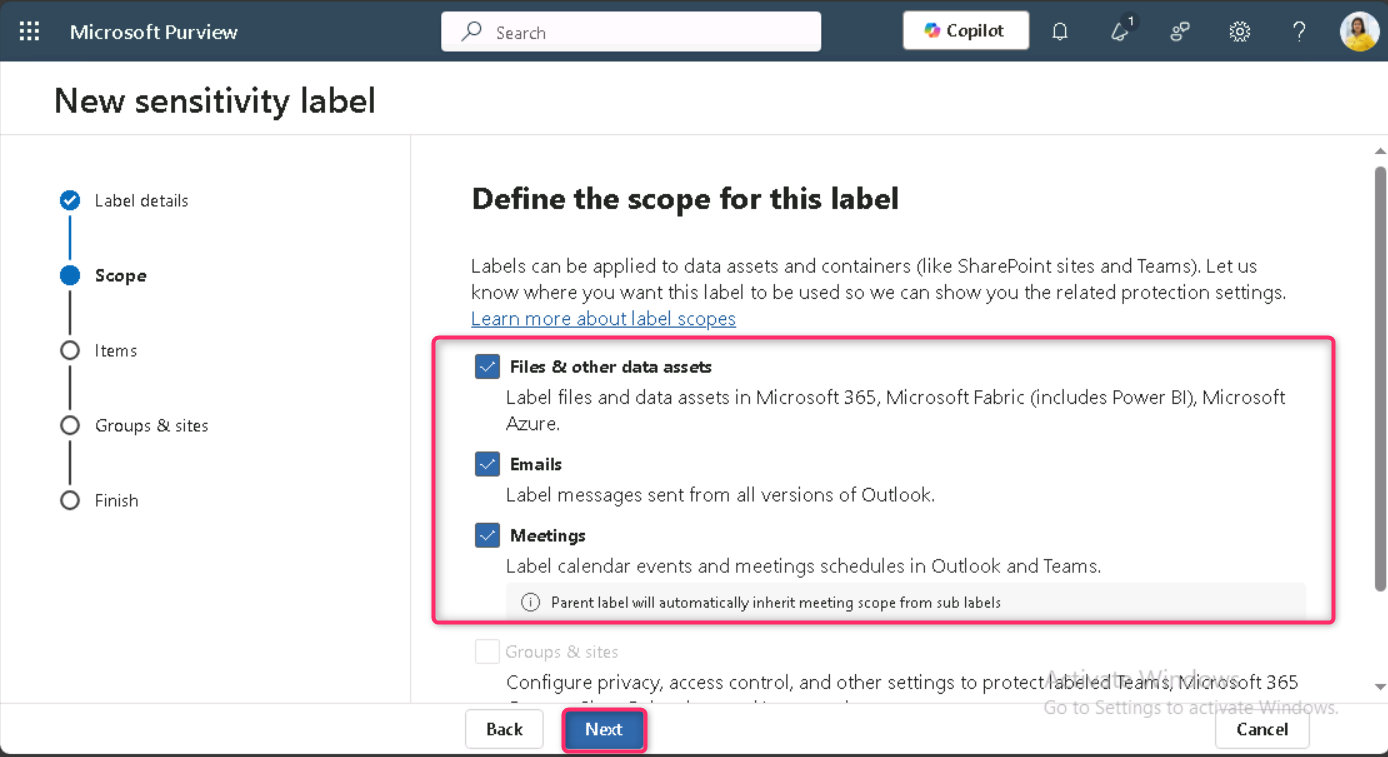 Microsoft Purview
Search
Copilot
1
New sensitivity label
Label details
Scope
Items
Groups & sites
Finish
Define the scope for this label
Labels can be applied to data assets and containers (like SharePoint sites and Teams). Let us
know where you want this label to be used so we can show you the related protection settings.
Learn more about label scopes
Files & other data assets
Label files and data assets in Microsoft 365, Microsoft Fabric (includes Power BI), Microsoft
Azure.
Emails
Label messages sent from all versions of Outlook.
Meetings
Label calendar events and meetings schedules in Outlook and Teams.
Parent label will automatically inherit meeting scope from sub labels
Groups & sites
Configure privacy, access control, and other settings to protect labeled Teams, Microsoft 365
Activate Windows
Go to Settings to activate Windows.
Back
Next
Cancel